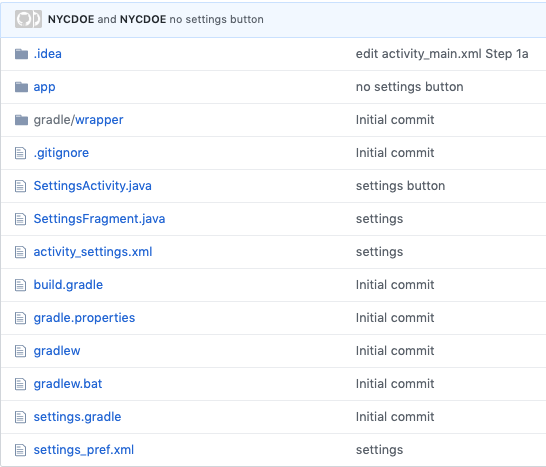 NYCDOE and NYCDOE no settings button
.idea edit activity_main.xml Step 1a
app no settings button
gradle/wrapper Initial commit
.gitignore Initial commit
SettingsActivity.java settings button
SettingsFragment.java settings
activity_settings.xml settings
build.gradle Initial commit
gradle.properties Initial commit
gradlew Initial commit
gradlew.bat Initial commit
settings.gradle Initial commit
settings_pref.xml settings